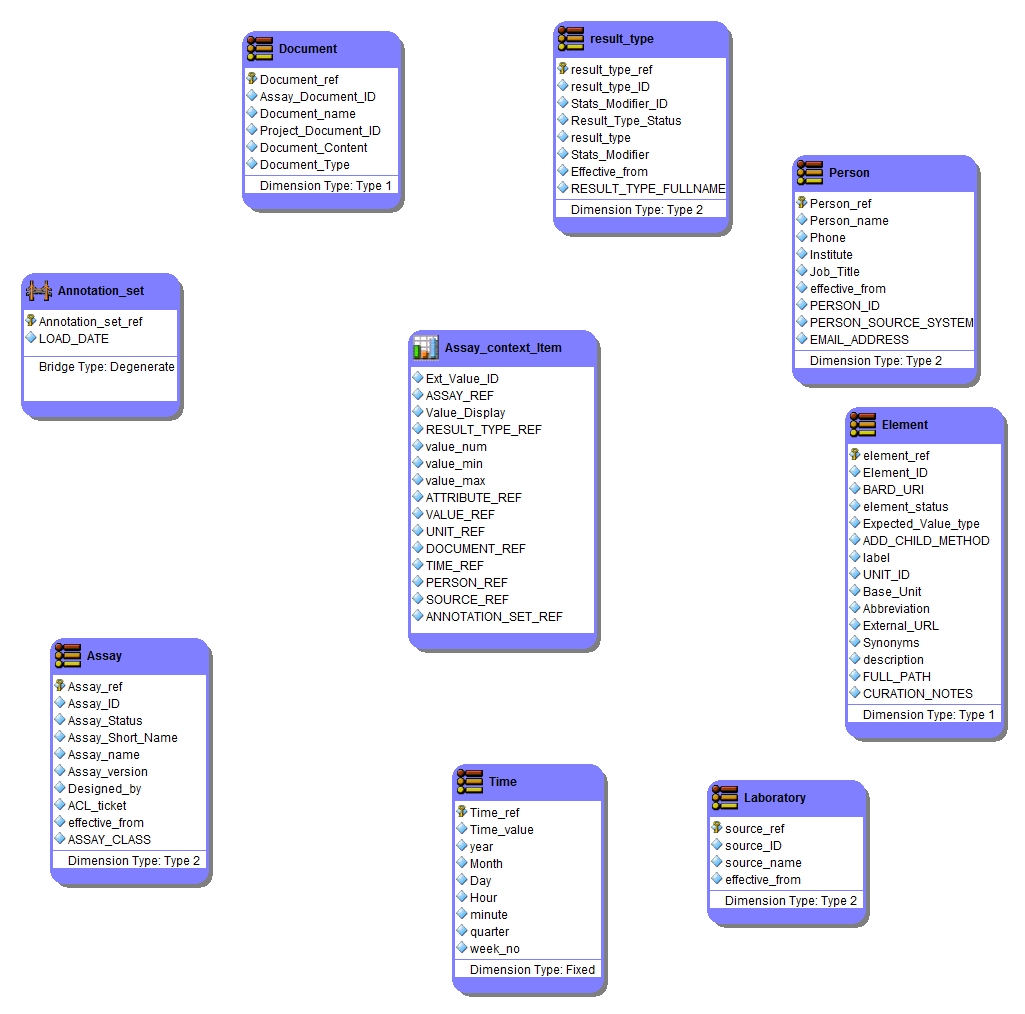 Document
Document_ref
Assay_Document_ID
Document_name
Project_Document_ID
Document_Content
Document_Type
Dimension Type: Type 1
result_type
result_type_ref
result_type_ID
Stats_Modifier_ID
Result_Type_Status
result_type
Stats_Modifier
Effective_from
RESULT_TYPE_FULLNAME
Dimension Type: Type 2
Person
Person_ref
Person_name
Phone
Institute
Job_Title
effective_from
PERSON_ID
PERSON_SOURCE_SYSTEM
EMAIL_ADDRESS
Dimension Type: Type 2
Annotation_set
Annotation_set_ref
LOAD_DATE
Bridge Type: Degenerate
Assay_context_Item
Ext_Value_ID
ASSAY_REF
Value_Display
RESULT_TYPE_REF
value_num
value_min
value_max
ATTRIBUTE_REF
VALUE_REF
UNIT_REF
DOCUMENT_REF
TIME_REF
PERSON_REF
SOURCE_REF
ANNOTATION_SET_REF
Element
element_ref
Element_ID
BARD_URI
element_status
Expected_Value_type
ADD_CHILD_METHOD
label
UNIT_ID
Base_Unit
Abbreviation
External_URL
Synonyms
description
FULL_PATH
CURATION_NOTES
Dimension Type: Type 1
Assay
Assay_ref
Assay_ID
Assay_Status
Assay_Short_Name
Assay_name
Assay_version
Designed_by
ACL_ticket
effective_from
ASSAY_CLASS
Dimension Type: Type 2
Time
Time_ref
Time_value
year
Month
Day
Hour
minute
quarter
week_no
Dimension Type: Fixed
Laboratory
source_ref
source_ID
source_name
effective_from
Dimension Type: Type 2